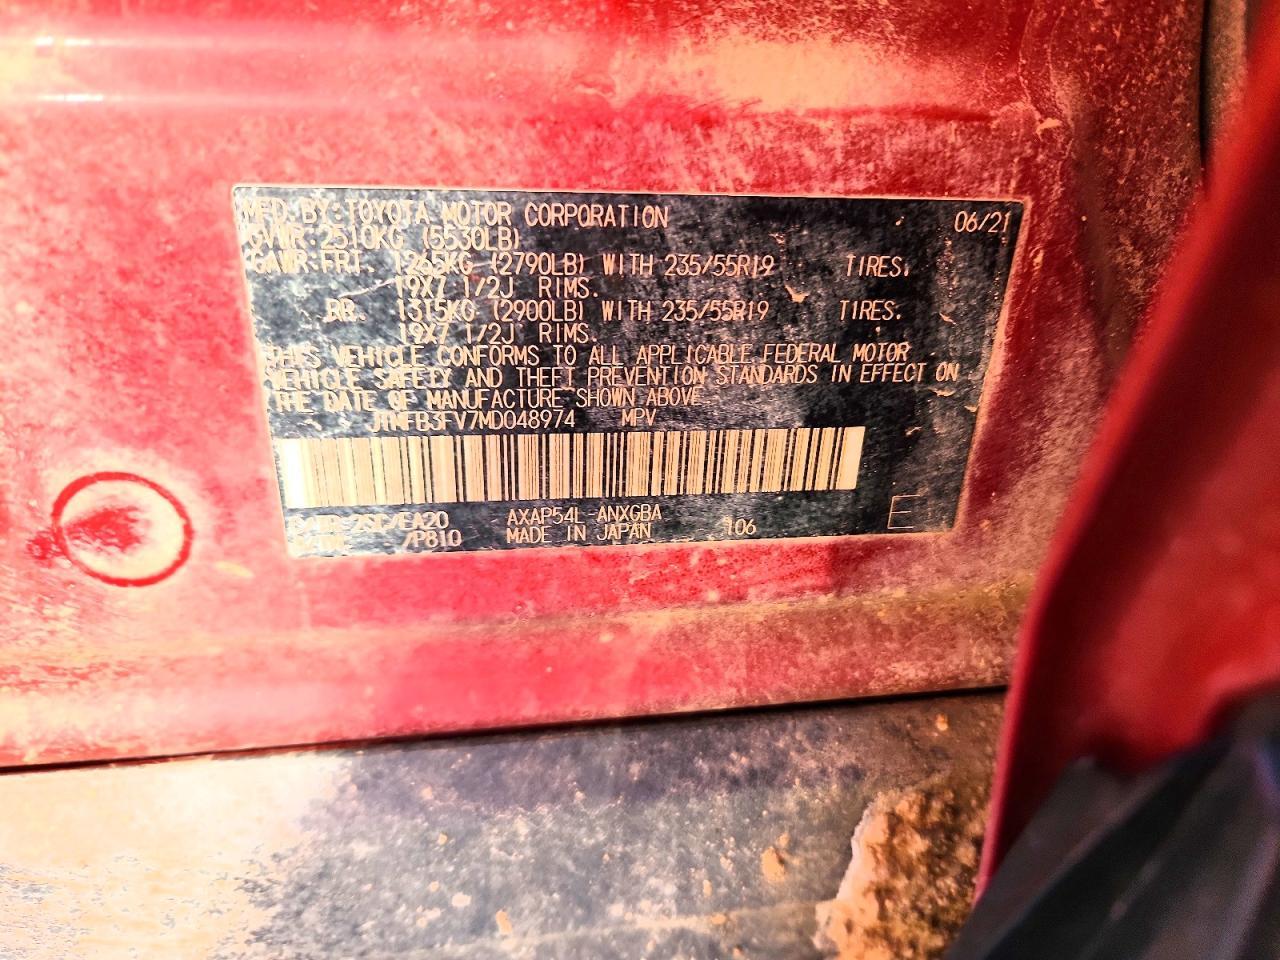 MFD. BY: TOYOTA MOTOR CORPORATION 06/21
GVWR: 2510KG (5530LB)
GAWR: FRT. 1265KG (2790LB) WITH 235/55R19 TIRES,
19X7 1/2J RIMS.
RR. 1315KG (2900LB) WITH 235/55R19 TIRES.
19X7 1/2J RIMS.
THIS VEHICLE CONFORMS TO ALL APPLICABLE FEDERAL MOTOR
VEHICLE SAFETY AND THEFT PREVENTION STANDARDS IN EFFECT ON
THE DATE OF MANUFACTURE SHOWN ABOVE.
JTMFB3FV7MD048974 MPV
/EA20 AXAP54L-ANXGBA
/P810 MADE IN JAPAN 106
E